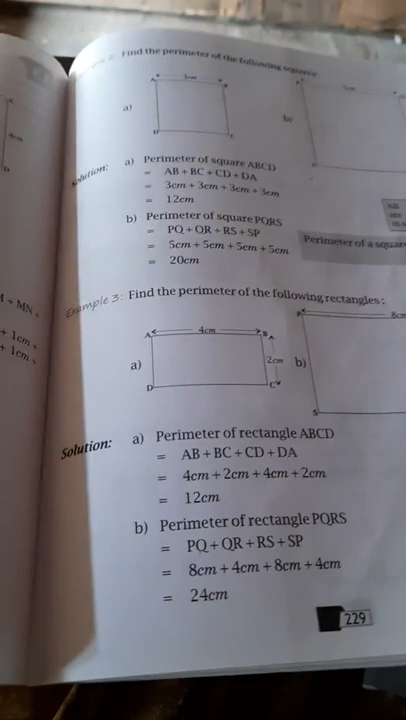 Find the perimeter of the following squares:
3cm
A
B
a)
D
C
5cm
b)
Solution:
a) Perimeter of square ABCD
= AB + BC + CD + DA
= 3cm + 3cm + 3cm + 3cm
= 12cm
b) Perimeter of square PQRS
= PQ + QR + RS + SP
= 5cm + 5cm + 5cm + 5cm
= 20cm
Perimeter of a square
+ MN +
+ 1cm +
+ 1cm +
Example 3: Find the perimeter of the following rectangles:
4cm
A
B
a)
2cm
D
C
b)
P
8cm
S
Solution:
a) Perimeter of rectangle ABCD
= AB + BC + CD + DA
= 4cm + 2cm + 4cm + 2cm
= 12cm
b) Perimeter of rectangle PQRS
= PQ + QR + RS + SP
= 8cm + 4cm + 8cm + 4cm
= 24cm
229